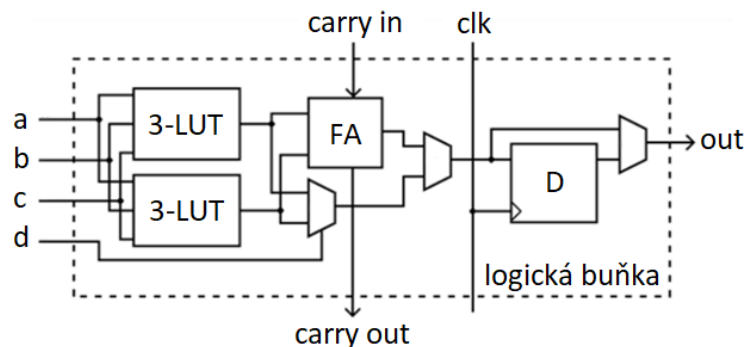 carry in
clk
a
b
c
d
3-LUT
3-LUT
FA
D
out
logická buňka
carry out